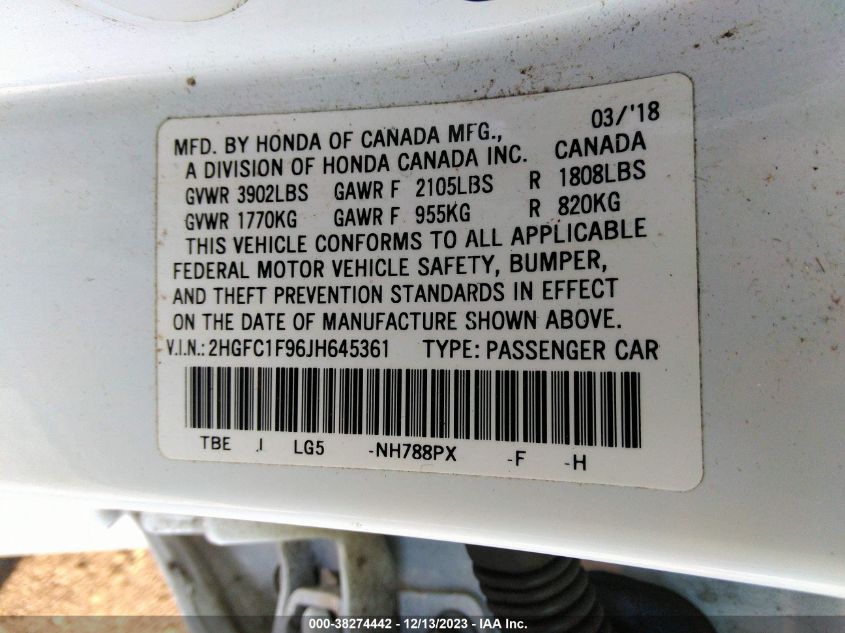 MFD. BY HONDA OF CANADA MFG., 03/'18
A DIVISION OF HONDA CANADA INC. CANADA
GVWR 3902LBS GAWR F 2105LBS R 1808LBS
GVWR 1770KG GAWR F 955KG R 820KG
THIS VEHICLE CONFORMS TO ALL APPLICABLE
FEDERAL MOTOR VEHICLE SAFETY, BUMPER,
AND THEFT PREVENTION STANDARDS IN EFFECT
ON THE DATE OF MANUFACTURE SHOWN ABOVE.
V.I.N.: 2HGFC1F96JH645361 TYPE: PASSENGER CAR
TBE J LG5 -NH788PX -F -H
000-38274442 - 12/13/2023 - IAA Inc.